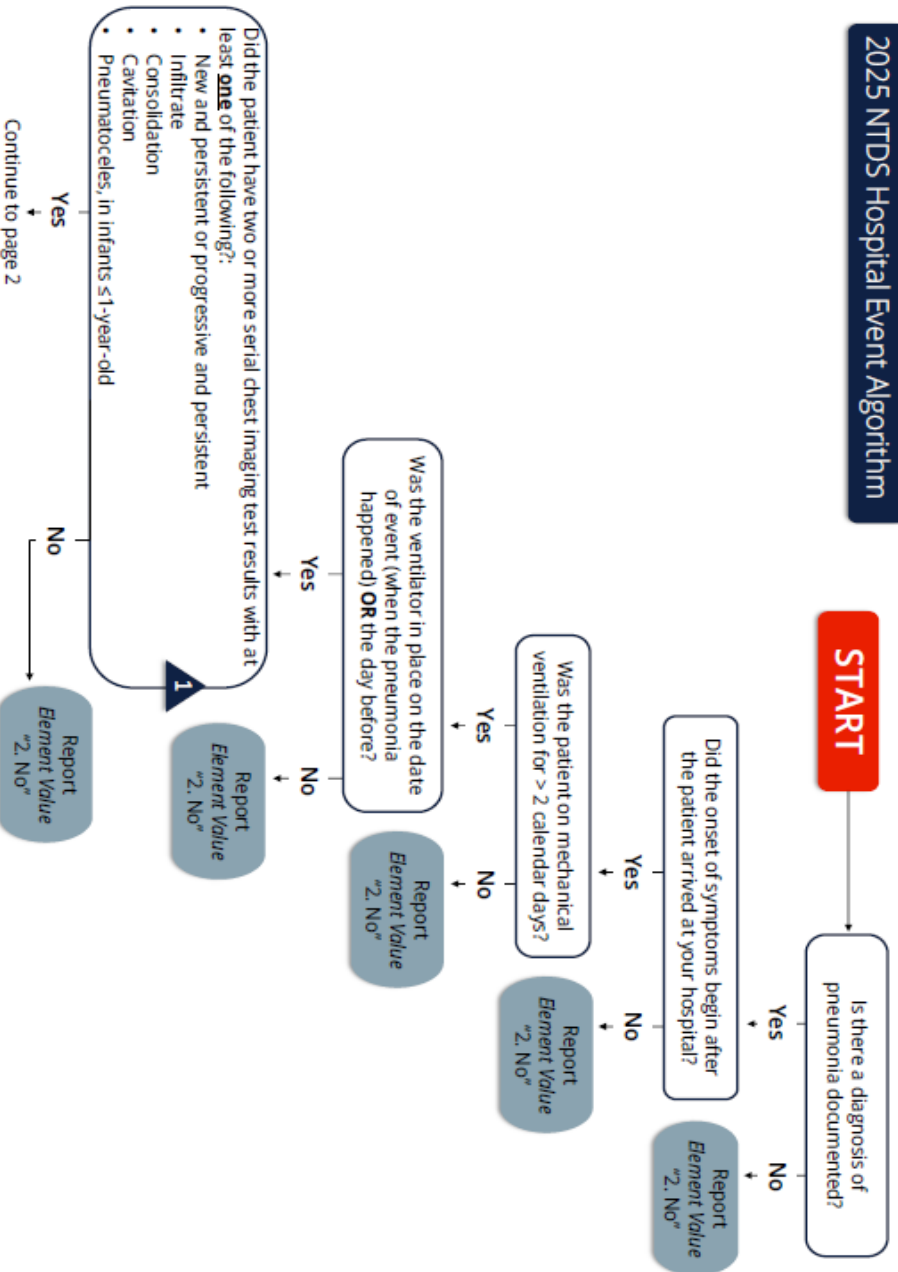 2025 NTDS Hospital Event Algorithm
START
Is there a diagnosis of
pneumonia documented?
Yes
No
Report
Element Value
“2. No”
Did the onset of symptoms begin after
the patient arrived at your hospital?
Yes
No
Report
Element Value
“2. No”
Was the patient on mechanical
ventilation for > 2 calendar days?
Yes
No
Report
Element Value
“2. No”
Was the ventilator in place on the date
of event (when the pneumonia
happened) OR the day before?
Yes
No
Report
Element Value
“2. No”
Did the patient have two or more serial chest imaging test results with at
least one of the following?:
• New and persistent or progressive and persistent
• Infiltrate
• Consolidation
• Cavitation
• Pneumatoceles, in infants ≤1-year-old
1
Yes
No
Continue to page 2
Report
Element Value
“2. No”